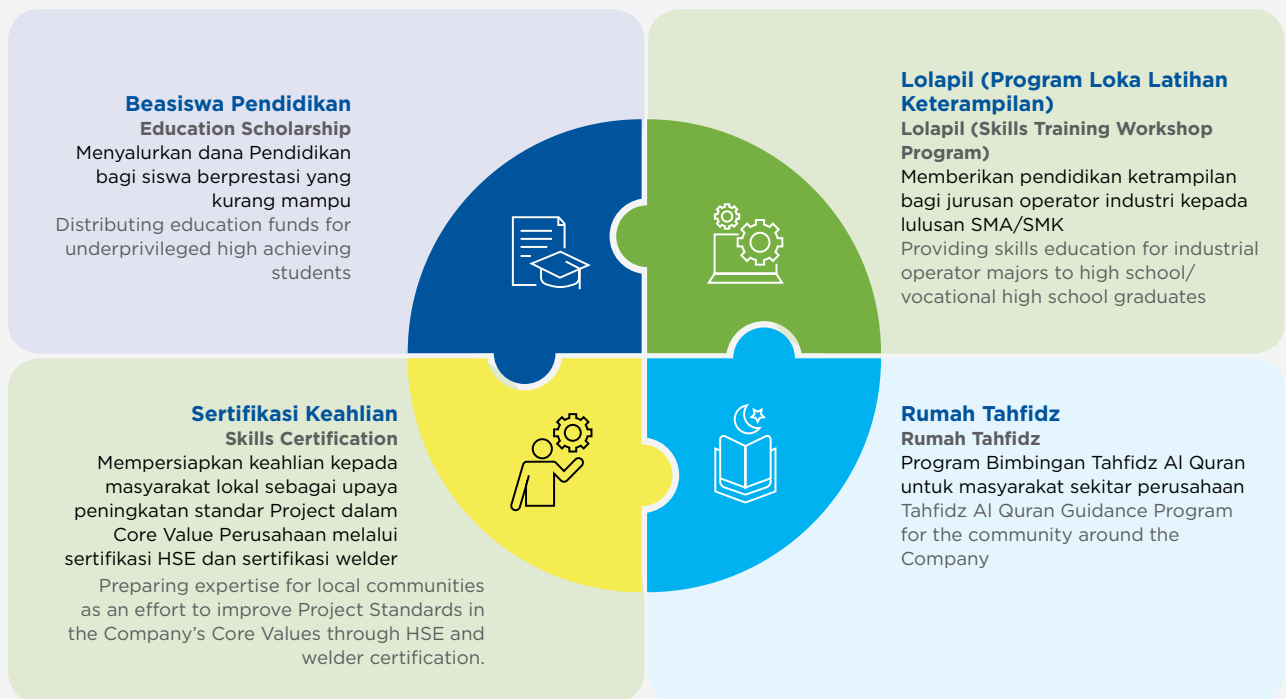 Beasiswa Pendidikan
Education Scholarship
Menyalurkan dana Pendidikan
bagi siswa berprestasi yang
kurang mampu
Distributing education funds for
underprivileged high achieving
students
Lolapil (Program Loka Latihan
Keterampilan)
Lolapil (Skills Training Workshop
Program)
Memberikan pendidikan ketrampilan
bagi jurusan operator industri kepada
lulusan SMA/SMK
Providing skills education for industrial
operator majors to high school/
vocational high school graduates
Sertifikasi Keahlian
Skills Certification
Mempersiapkan keahlian kepada
masyarakat lokal sebagai upaya
peningkatan standar Project dalam
Core Value Perusahaan melalui
sertifikasi HSE dan sertifikasi welder
Preparing expertise for local communities
as an effort to improve Project Standards in
the Company's Core Values through HSE and
welder certification.
Rumah Tahfidz
Rumah Tahfidz
Program Bimbingan Tahfidz Al Quran
untuk masyarakat sekitar perusahaan
Tahfidz Al Quran Guidance Program
for the community around the
Company